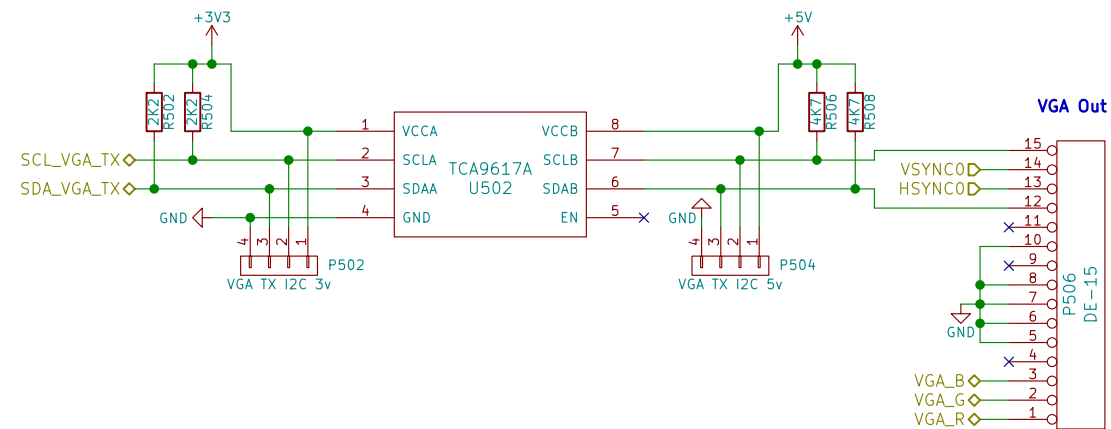 +3V3
+5V
2K2
R502
2K2
R504
4K7
R506
4K7
R508
VGA Out
1 VCCA VCCB 8
SCL_VGA_TX 2 SCLA SCLB 7
TCA9617A
SDA_VGA_TX 3 SDAA SDAB 6
U502
GND 4 GND EN 5
GND
4 3 2 1 P502
VGA TX I2C 3v
4 3 2 1 P504
VGA TX I2C 5v
15
VSYNC0 14
HSYNC0 13
12
11
10
9
8
7
GND 6
5
4
VGA_B 3
VGA_G 2
VGA_R 1
P506
DE-15